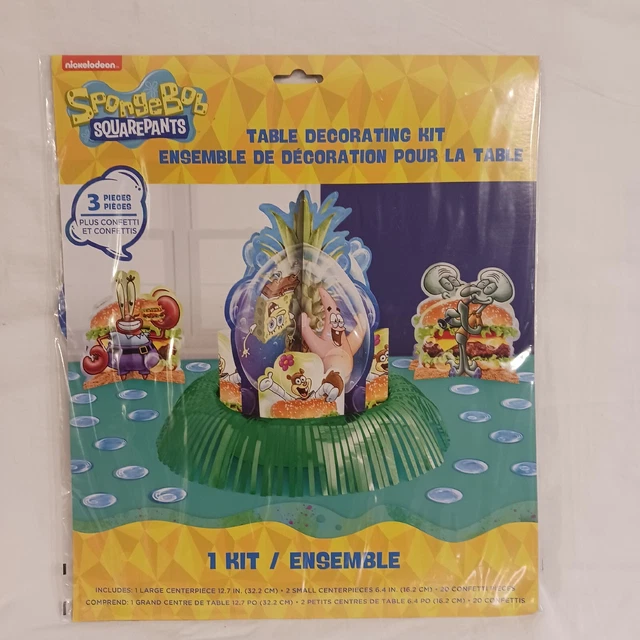 nickelodeon
SpongeBob
SQUAREPANTS
TABLE DECORATING KIT
ENSEMBLE DE DÉCORATION POUR LA TABLE
3 PIECES
PIÈCES
PLUS CONFETTI
ET CONFETTIS
1 KIT / ENSEMBLE
INCLUDES: 1 LARGE CENTERPIECE 12.7 IN. (32.2 CM) • 2 SMALL CENTERPIECES 6.4 IN. (16.2 CM) • 20 CONFETTI PIECES
COMPREND: 1 GRAND CENTRE DE TABLE 12.7 PO (32.2 CM) • 2 PETITS CENTRES DE TABLE 6.4 PO (16.2 CM) • 20 CONFETTIS